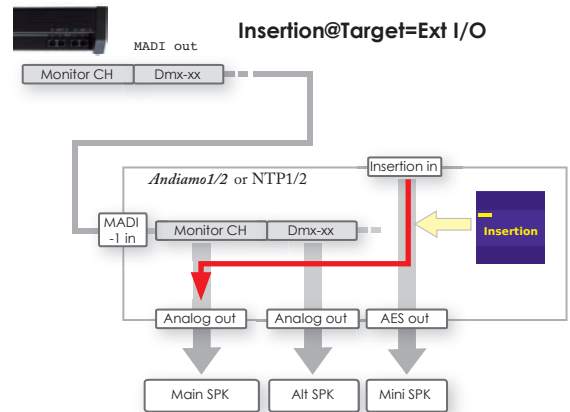 Insertion@Target=Ext I/O
MADI out
Monitor CH
Dmx-xx
Insertion in
Andiamo1/2 or NTP1/2
MADI
-1 in
Monitor CH
Dmx-xx
Insertion
Analog out
Analog out
AES out
Main SPK
Alt SPK
Mini SPK